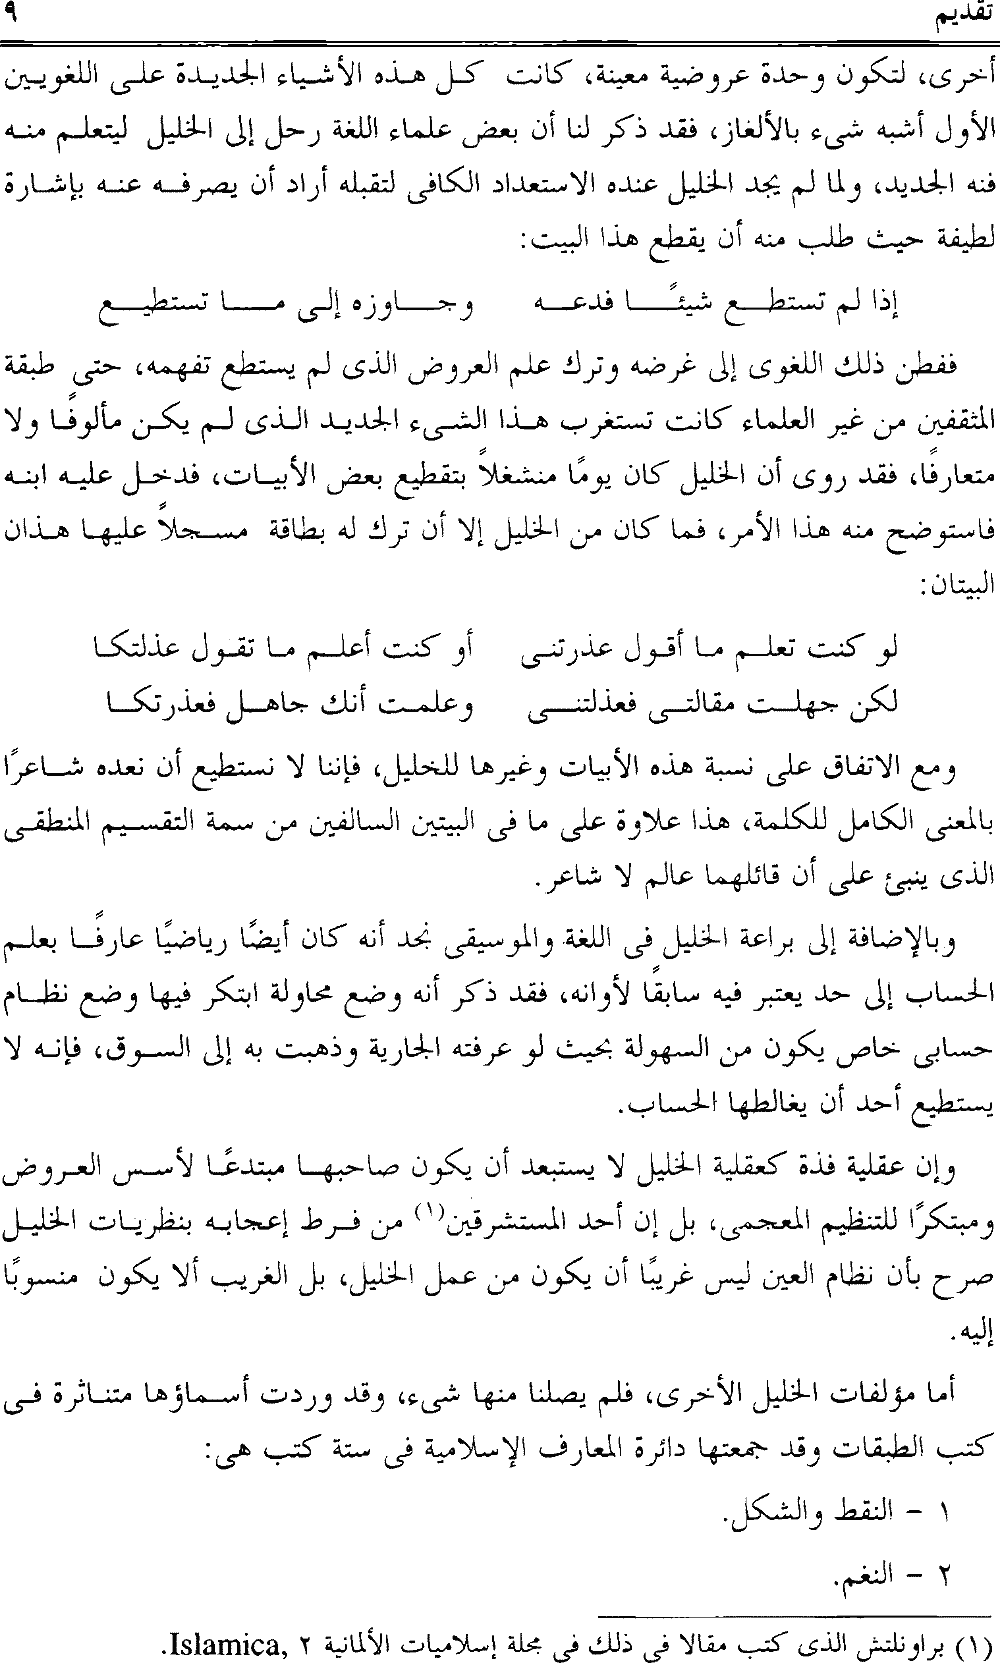 تقديم ٩
أخرى، لتكون وحدة عروضية معينة، كانت كل هذه الأشياء الجديدة على اللغويين
الأول أشبه شىء بالألغاز، فقد ذكر لنا أن بعض علماء اللغة رحل إلى الخليل ليتعلم منه
فنه الجديد، ولما لم يجد الخليل عنده الاستعداد الكافى لتقبله أراد أن يصرفه عنه بإشارة
لطيفة حيث طلب منه أن يقطع هذا البيت:
إذا لم تستطع شيئًا فدعه وجاوزه إلى ما تستطيع
ففطن ذلك اللغوى إلى غرضه وترك علم العروض الذى لم يستطع تفهمه، حتى طبقة
المثقفين من غير العلماء كانت تستغرب هذا الشىء الجديد الذى لم يكن مألوفًا ولا
متعارفًا، فقد روى أن الخليل كان يومًا منشغلاً بتقطيع بعض الأبيات، فدخل عليه ابنه
فاستوضح منه هذا الأمر، فما كان من الخليل إلا أن ترك له بطاقة مسجلاً عليها هذان
البيتان:
لو كنت تعلم ما أقول عذرتنى أو كنت أعلم ما تقول عذلتكا
لكن جهلت مقالتى فعذلتنى وعلمت أنك جاهل فعذرتكا
ومع الاتفاق على نسبة هذه الأبيات وغيرها للخليل، فإننا لا نستطيع أن نعده شاعرًا
بالمعنى الكامل للكلمة، هذا علاوة على ما فى البيتين السالفين من سمة التقسيم المنطقى
الذى ينبئ على أن قائلهما عالم لا شاعر.
وبالإضافة إلى براعة الخليل فى اللغة والموسيقى نجد أنه كان أيضًا رياضيًا عارفًا بعلم
الحساب إلى حد يعتبر فيه سابقًا لأوانه، فقد ذكر أنه وضع محاولة ابتكر فيها وضع نظام
حسابى خاص يكون من السهولة بحيث لو عرفته الجارية وذهبت به إلى السوق، فإنه لا
يستطيع أحد أن يغالطها الحساب.
وإن عقلية فذة كعقلية الخليل لا يستبعد أن يكون صاحبها مبتدعًا لأسس العروض
ومبتكرًا للتنظيم المعجمى، بل إن أحد المستشرقين(١) من فرط إعجابه بنظريات الخليل
صرح بأن نظام العين ليس غريبًا أن يكون من عمل الخليل، بل الغريب ألا يكون منسوبًا
إليه.
أما مؤلفات الخليل الأخرى، فلم يصلنا منها شىء، وقد وردت أسماؤها متناثرة فى
كتب الطبقات وقد جمعتها دائرة المعارف الإسلامية فى ستة كتب هى:
١ - النقط والشكل.
٢ - النغم.
(١) براونلتش الذى كتب مقالا فى ذلك فى مجلة إسلاميات الألمانية ٢ Islamica,.